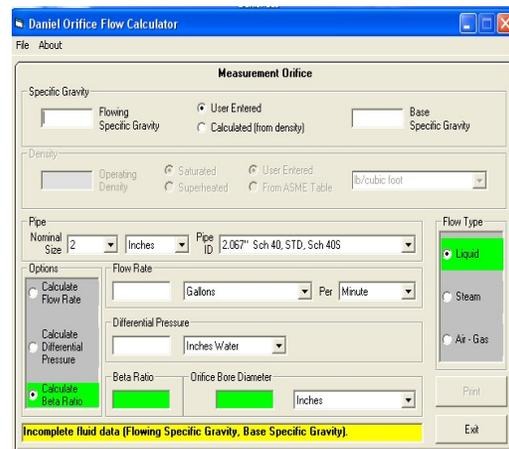 Daniel Orifice Flow Calculator
File About
Measurement Orifice
Specific Gravity
Flowing Specific Gravity
User Entered
Calculated (from density)
Base Specific Gravity
Density
Operating Density
Saturated
Superheated
User Entered
From ASME Table
lb/cubic foot
Pipe
Nominal Size 2 Inches Pipe ID 2.067" Sch 40, STD, Sch 40S
Flow Type
Liquid
Steam
Air - Gas
Options
Calculate Flow Rate
Calculate Differential Pressure
Calculate Beta Ratio
Flow Rate
Gallons Per Minute
Differential Pressure
Inches Water
Beta Ratio
Orifice Bore Diameter
Inches
Print
Exit
Incomplete fluid data (Flowing Specific Gravity, Base Specific Gravity).